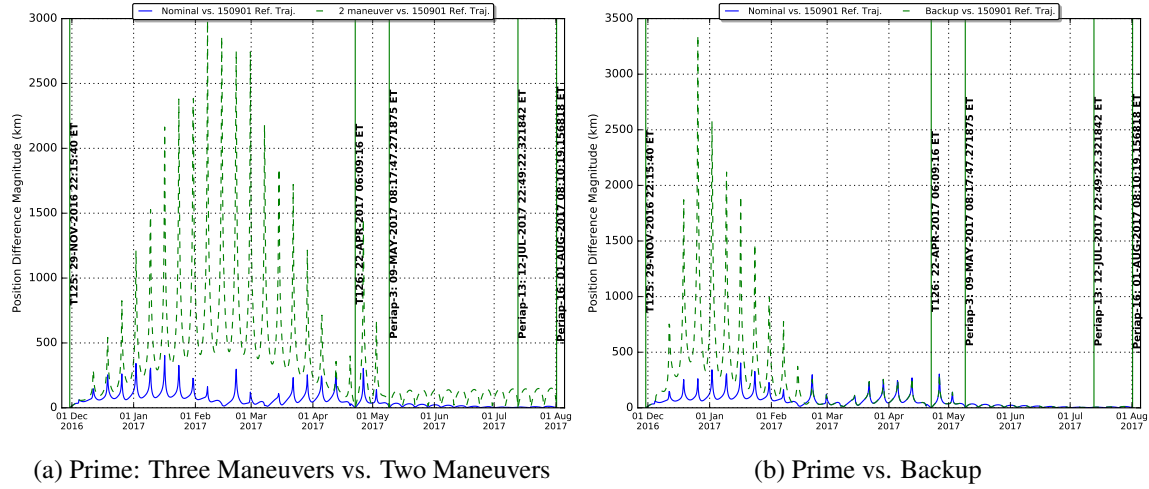 Nominal vs. 150901 Ref. Traj.
2 maneuver vs. 150901 Ref. Traj.
Position Difference Magnitude (km)
3000
2500
2000
1500
1000
500
0
T125: 29-NOV-2016 22:15:40 ET
T126: 22-APR-2017 06:09:16 ET
Periap-3: 09-MAY-2017 08:17:47.271875 ET
Periap-13: 12-JUL-2017 22:49:22.321842 ET
Periap-16: 01-AUG-2017 08:10:19.156818 ET
01 Dec 01 Jan 01 Feb 01 Mar 01 Apr 01 May 01 Jun 01 Jul 01 Aug
2016 2017 2017 2017 2017 2017 2017 2017 2017
(a) Prime: Three Maneuvers vs. Two Maneuvers
Nominal vs. 150901 Ref. Traj.
Backup vs. 150901 Ref. Traj.
Position Difference Magnitude (km)
3500
3000
2500
2000
1500
1000
500
0
T125: 29-NOV-2016 22:15:40 ET
T126: 22-APR-2017 06:09:16 ET
Periap-3: 09-MAY-2017 08:17:47.271875 ET
Periap-13: 12-JUL-2017 22:49:22.321842 ET
Periap-16: 01-AUG-2017 08:10:19.156818 ET
01 Dec 01 Jan 01 Feb 01 Mar 01 Apr 01 May 01 Jun 01 Jul 01 Aug
2016 2017 2017 2017 2017 2017 2017 2017 2017
(b) Prime vs. Backup